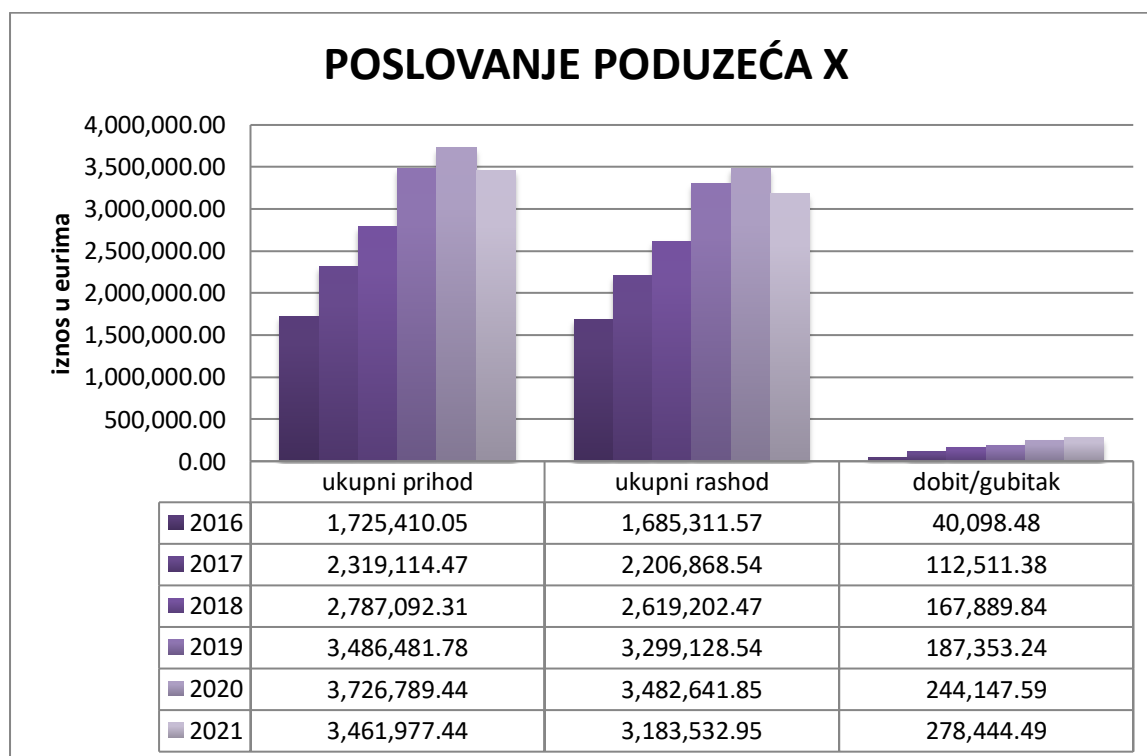 POSLOVANJE PODUZEĆA X
iznos u eurima
4,000,000.00
3,500,000.00
3,000,000.00
2,500,000.00
2,000,000.00
1,500,000.00
1,000,000.00
500,000.00
0.00
ukupni prihod ukupni rashod dobit/gubitak
2016 1,725,410.05 1,685,311.57 40,098.48
2017 2,319,114.47 2,206,868.54 112,511.38
2018 2,787,092.31 2,619,202.47 167,889.84
2019 3,486,481.78 3,299,128.54 187,353.24
2020 3,726,789.44 3,482,641.85 244,147.59
2021 3,461,977.44 3,183,532.95 278,444.49